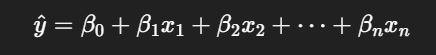 ŷ = β₀ + β₁x₁ + β₂x₂ + ⋯ + βₙxₙ